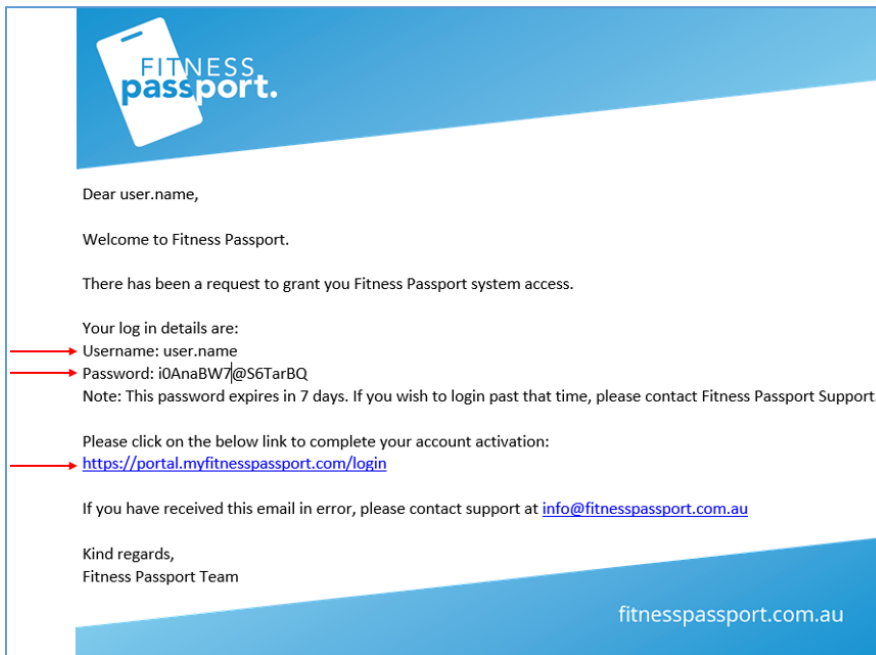 FITNESS
passport.
Dear user.name,
Welcome to Fitness Passport.
There has been a request to grant you Fitness Passport system access.
Your log in details are:
Username: user.name
Password: i0AnaBW7@S6TarBQ
Note: This password expires in 7 days. If you wish to login past that time, please contact Fitness Passport Support.
Please click on the below link to complete your account activation:
https://portal.myfitnesspassport.com/login
If you have received this email in error, please contact support at info@fitnesspassport.com.au
Kind regards,
Fitness Passport Team
fitnesspassport.com.au